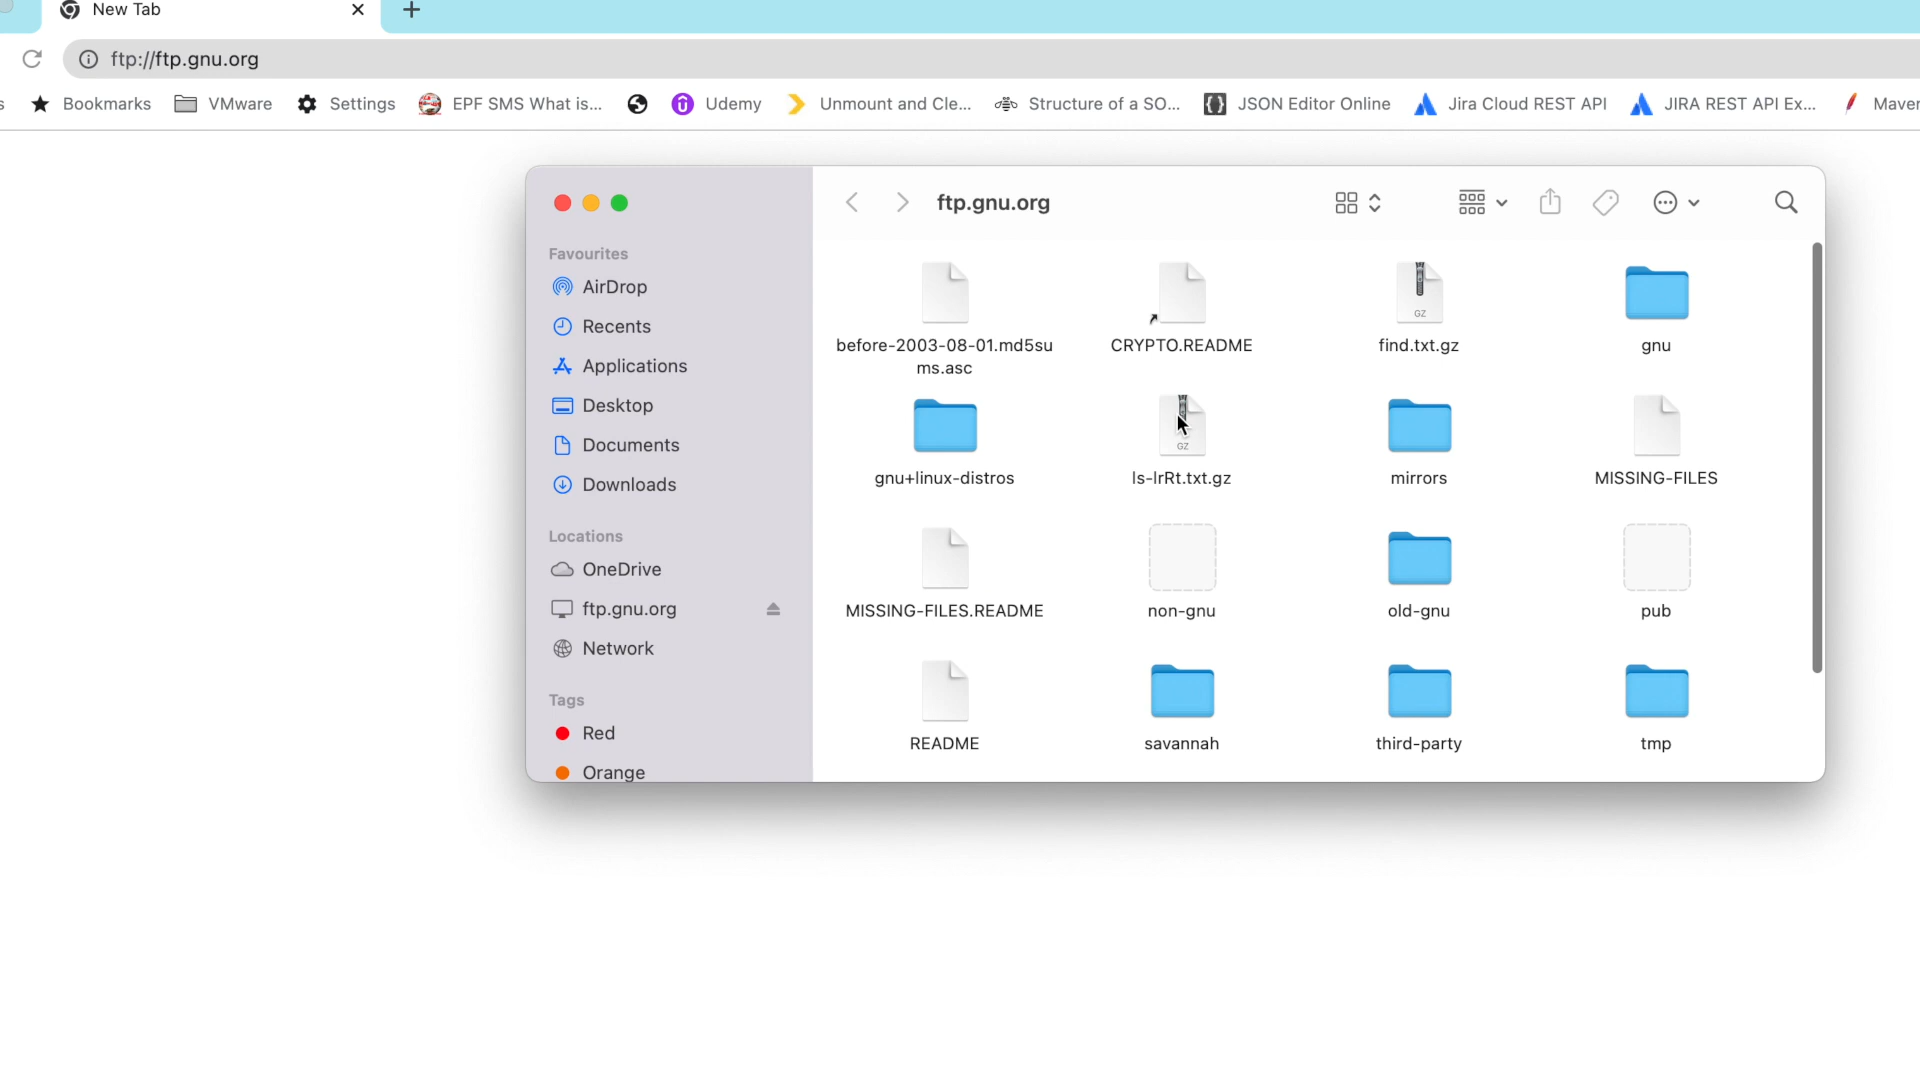 New Tab
ftp://ftp.gnu.org
s Bookmarks VMware Settings EPF SMS What is... Udemy Unmount and Cle... Structure of a SO... JSON Editor Online Jira Cloud REST API JIRA REST API Ex... Maven
ftp.gnu.org
Favourites
AirDrop
Recents
Applications
Desktop
Documents
Downloads
Locations
OneDrive
ftp.gnu.org
Network
Tags
Red
Orange
GZ
before-2003-08-01.md5su
ms.asc
CRYPTO.README
find.txt.gz
gnu
GZ
gnu+linux-distros
ls-lrRt.txt.gz
mirrors
MISSING-FILES
MISSING-FILES.README
non-gnu
old-gnu
pub
README
savannah
third-party
tmp